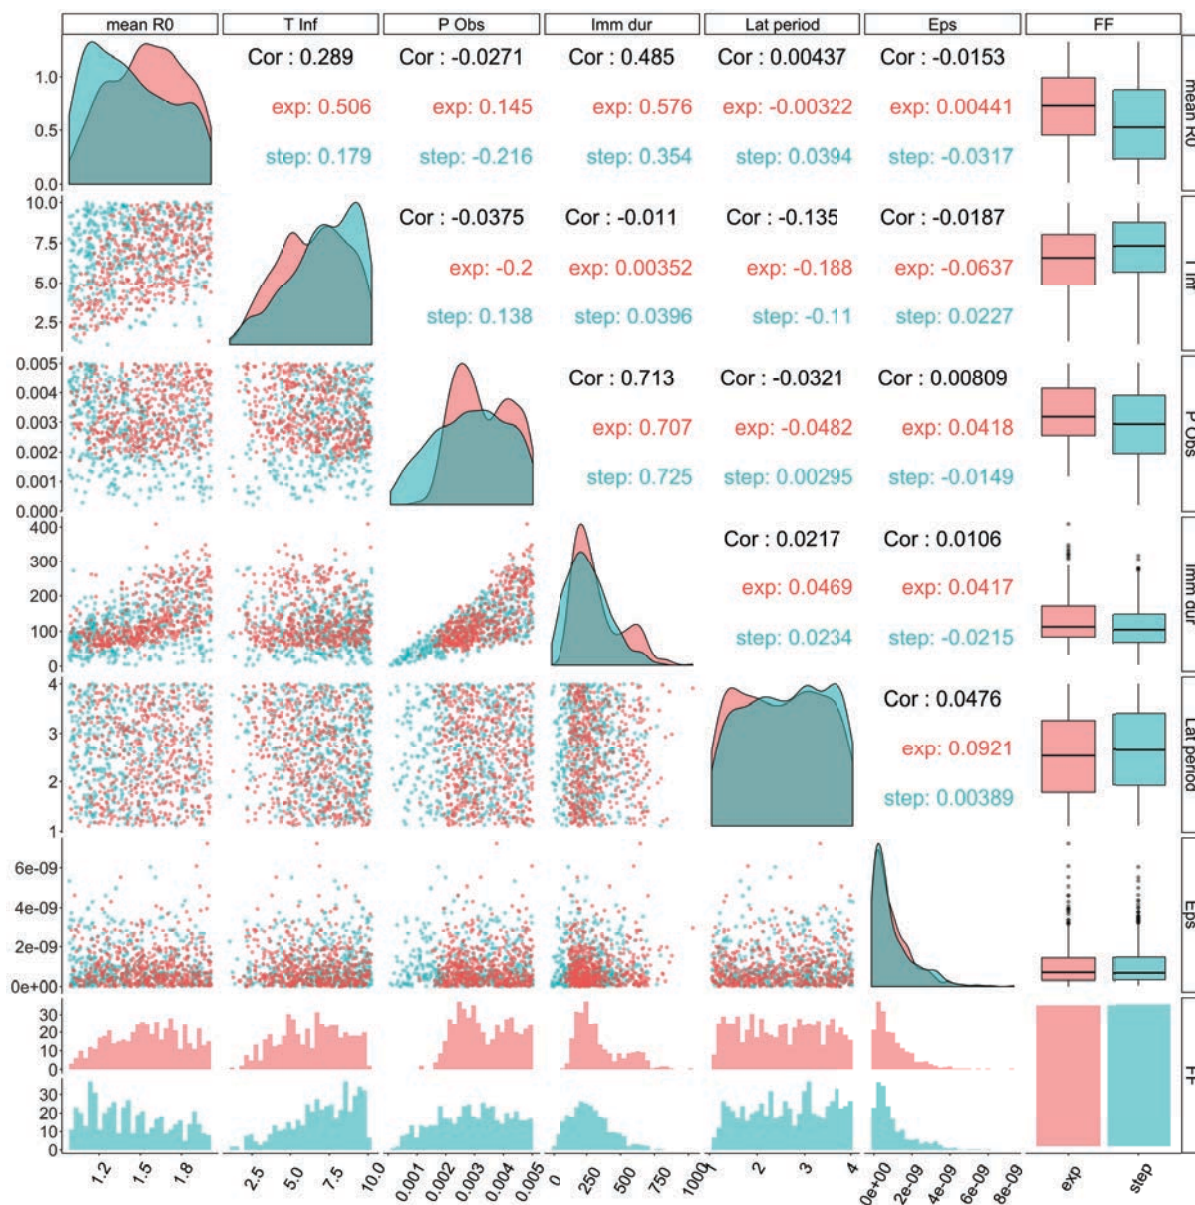 mean R0 T Inf P Obs Imm dur Lat period Eps FF
Cor : 0.289 Cor : -0.0271 Cor : 0.485 Cor : 0.00437 Cor : -0.0153
1.0 exp: 0.506 exp: 0.145 exp: 0.576 exp: -0.00322 exp: 0.00441 mean R0
0.5
step: 0.179 step: -0.216 step: 0.354 step: 0.0394 step: -0.0317
0.0
10.0 Cor : -0.0375 Cor : -0.011 Cor : -0.135 Cor : -0.0187
7.5
exp: -0.2 exp: 0.00352 exp: -0.188 exp: -0.0637 T Inf
5.0
2.5 step: 0.138 step: 0.0396 step: -0.11 step: 0.0227
0.005 Cor : 0.713 Cor : -0.0321 Cor : 0.00809
0.004
0.003 exp: 0.707 exp: -0.0482 exp: 0.0418 P Obs
0.002
0.001 step: 0.725 step: 0.00295 step: -0.0149
0.000
400 Cor : 0.0217 Cor : 0.0106
300
200 exp: 0.0469 exp: 0.0417 Imm dur
100 step: 0.0234 step: -0.0215
0
4 Cor : 0.0476
3 exp: 0.0921 Lat period
2 step: 0.00389
1
6e-09
4e-09 Eps
2e-09
0e+00
30
20
10
0 FF
30
20
10
0
1.2 1.5 1.8 2.5 5.0 7.5 10.0 0.001 0.002 0.003 0.004 0.005 0 250 500 750 1000 1 2 3 4 0e+00 2e-09 4e-09 6e-09 8e-09 exp step